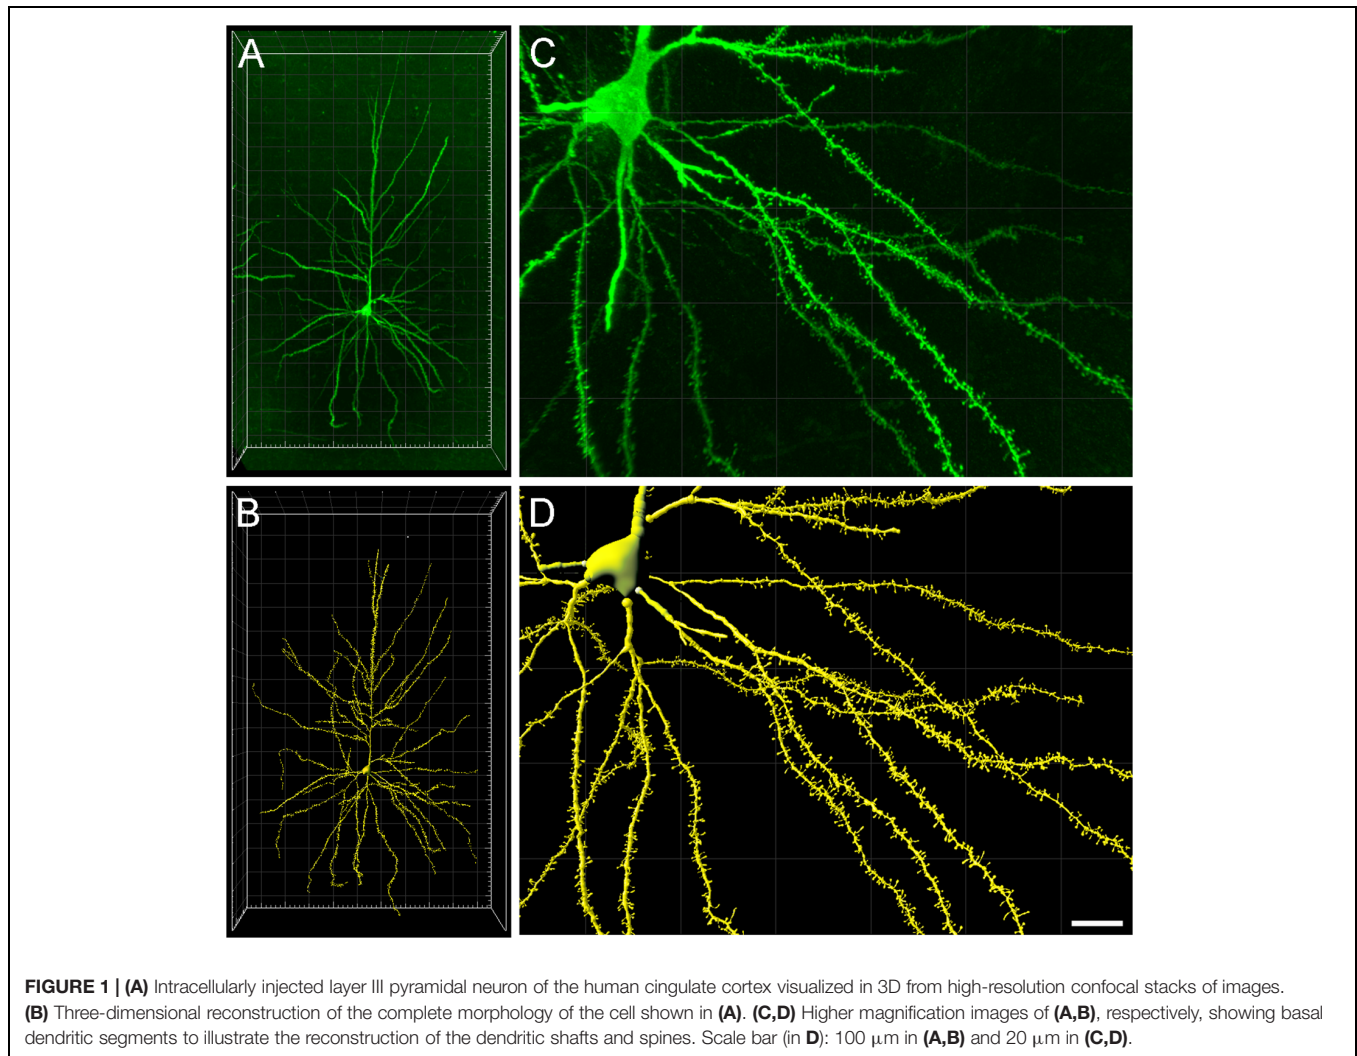 A
C
B
D
FIGURE 1 | (A) Intracellularly injected layer III pyramidal neuron of the human cingulate cortex visualized in 3D from high-resolution confocal stacks of images.
(B) Three-dimensional reconstruction of the complete morphology of the cell shown in (A). (C,D) Higher magnification images of (A,B), respectively, showing basal
dendritic segments to illustrate the reconstruction of the dendritic shafts and spines. Scale bar (in D): 100 μm in (A,B) and 20 μm in (C,D).